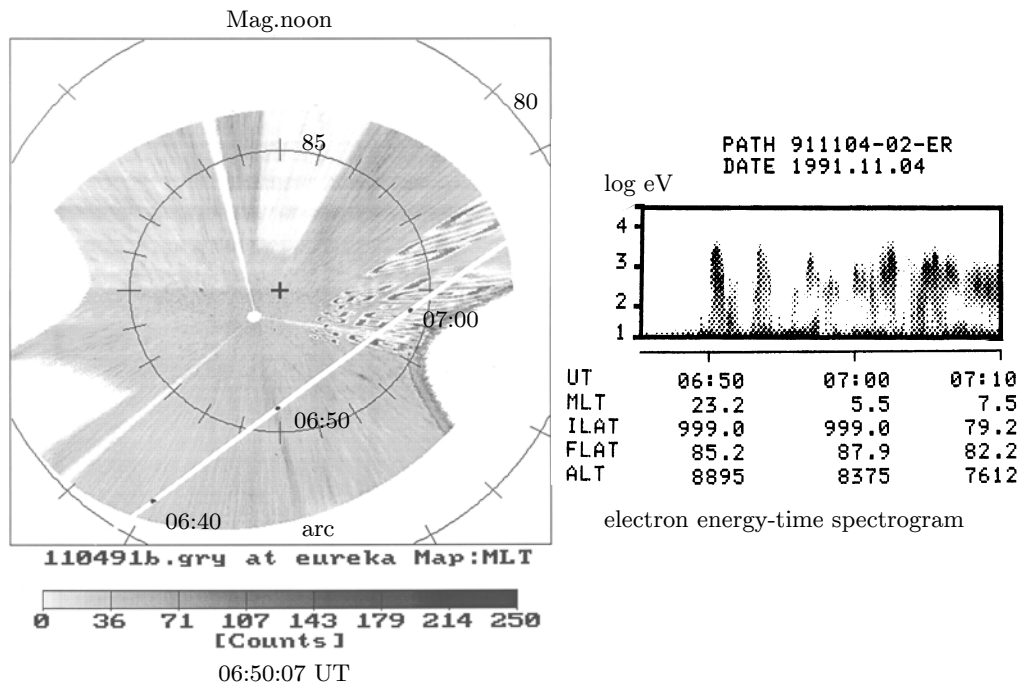 Mag.noon
80
85
07:00
06:50
06:40
arc
110491b.gry at eureka Map:MLT
0 36 71 107 143 179 214 250
[Counts]
06:50:07 UT
PATH 911104-02-ER
DATE 1991.11.04
log eV
4
3
2
1
UT 06:50 07:00 07:10
MLT 23.2 5.5 7.5
ILAT 999.0 999.0 79.2
FLAT 85.2 87.9 82.2
ALT 8895 8375 7612
electron energy-time spectrogram